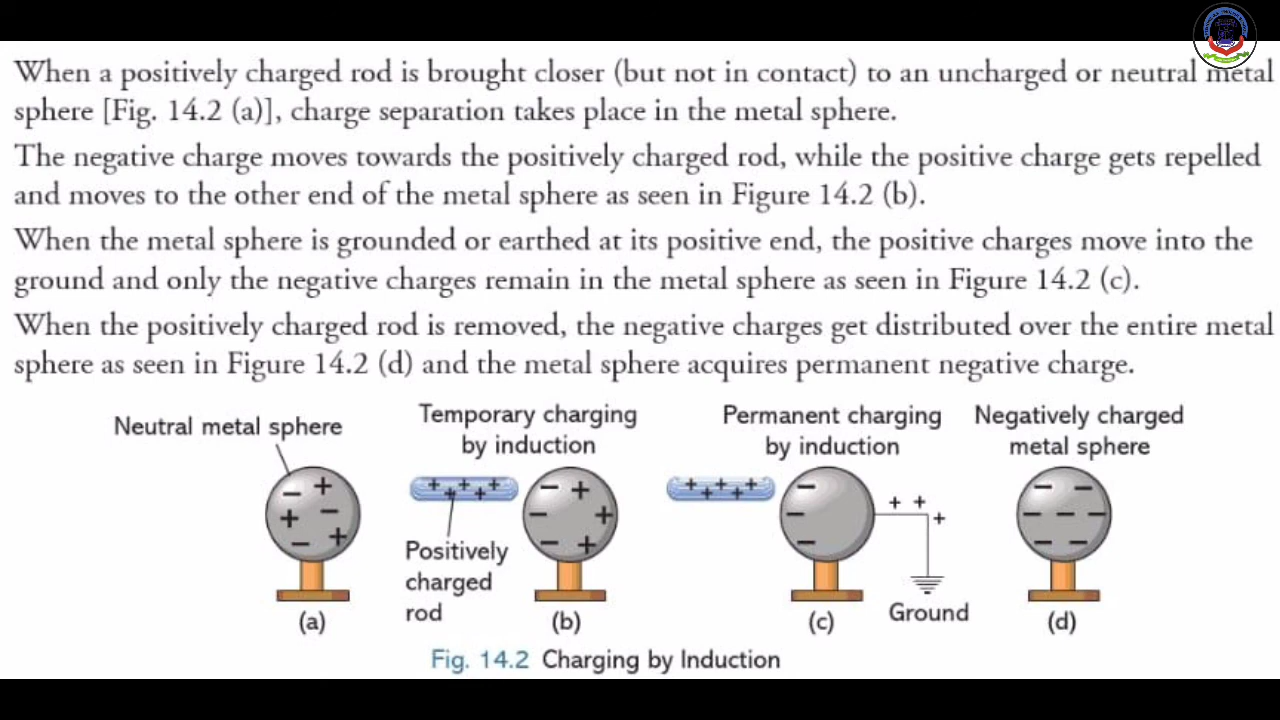 When a positively charged rod is brought closer (but not in contact) to an uncharged or neutral metal
sphere [Fig. 14.2 (a)], charge separation takes place in the metal sphere.
The negative charge moves towards the positively charged rod, while the positive charge gets repelled
and moves to the other end of the metal sphere as seen in Figure 14.2 (b).
When the metal sphere is grounded or earthed at its positive end, the positive charges move into the
ground and only the negative charges remain in the metal sphere as seen in Figure 14.2 (c).
When the positively charged rod is removed, the negative charges get distributed over the entire metal
sphere as seen in Figure 14.2 (d) and the metal sphere acquires permanent negative charge.
Neutral metal sphere
Temporary charging
by induction
Permanent charging
by induction
Negatively charged
metal sphere
Positively
charged
rod
Ground
(a)
(b)
(c)
(d)
Fig. 14.2 Charging by Induction